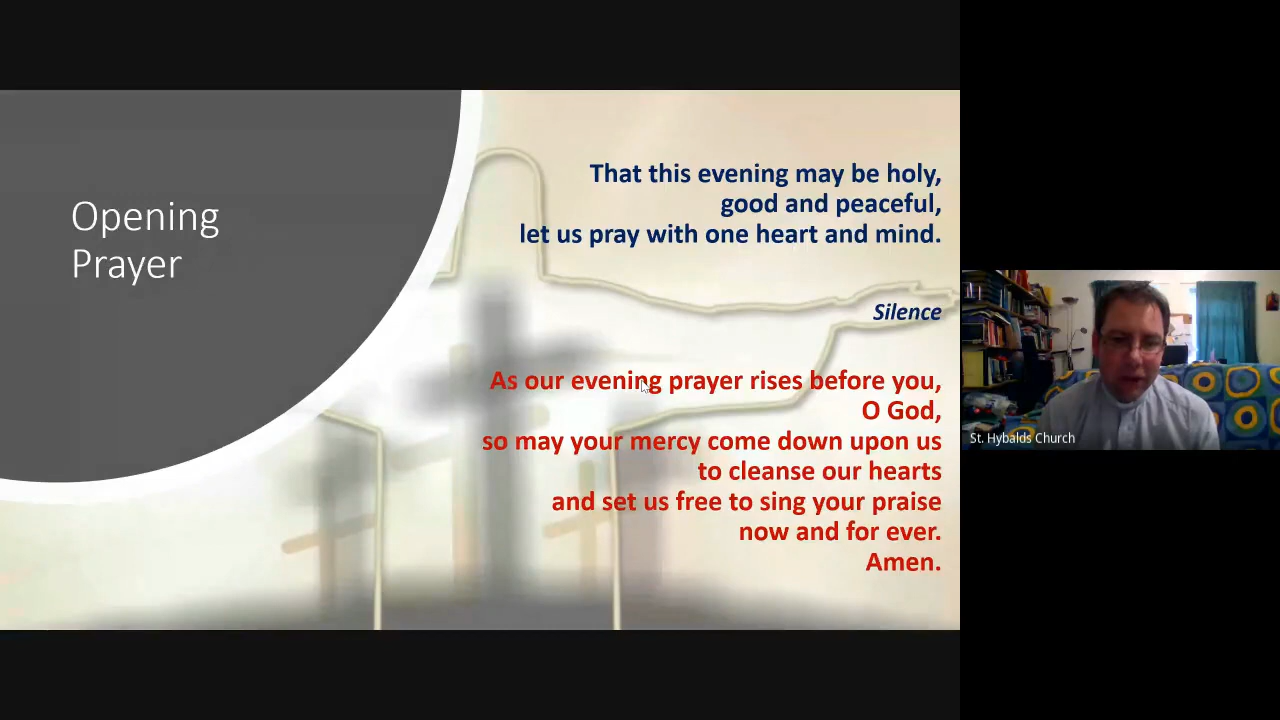 Opening
Prayer
That this evening may be holy,
good and peaceful,
let us pray with one heart and mind.
Silence
As our evening prayer rises before you,
O God,
so may your mercy come down upon us
to cleanse our hearts
and set us free to sing your praise
now and for ever.
Amen.
St. Hybalds Church